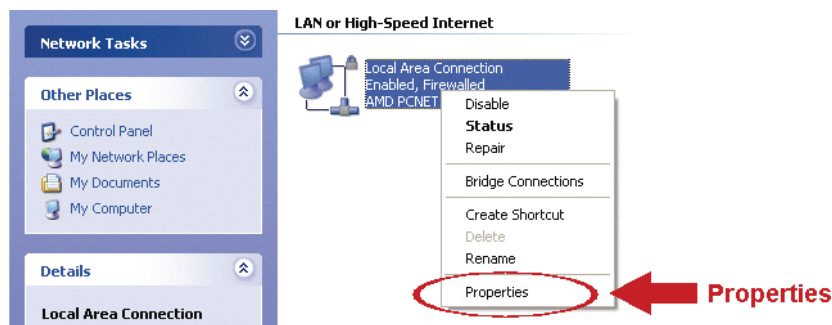 Network Tasks
Other Places
Control Panel
My Network Places
My Documents
My Computer
Details
Local Area Connection
LAN or High-Speed Internet
Local Area Connection
Enabled, Firewalled
AMD PCNET
Disable
Status
Repair
Bridge Connections
Create Shortcut
Delete
Rename
Properties
Properties